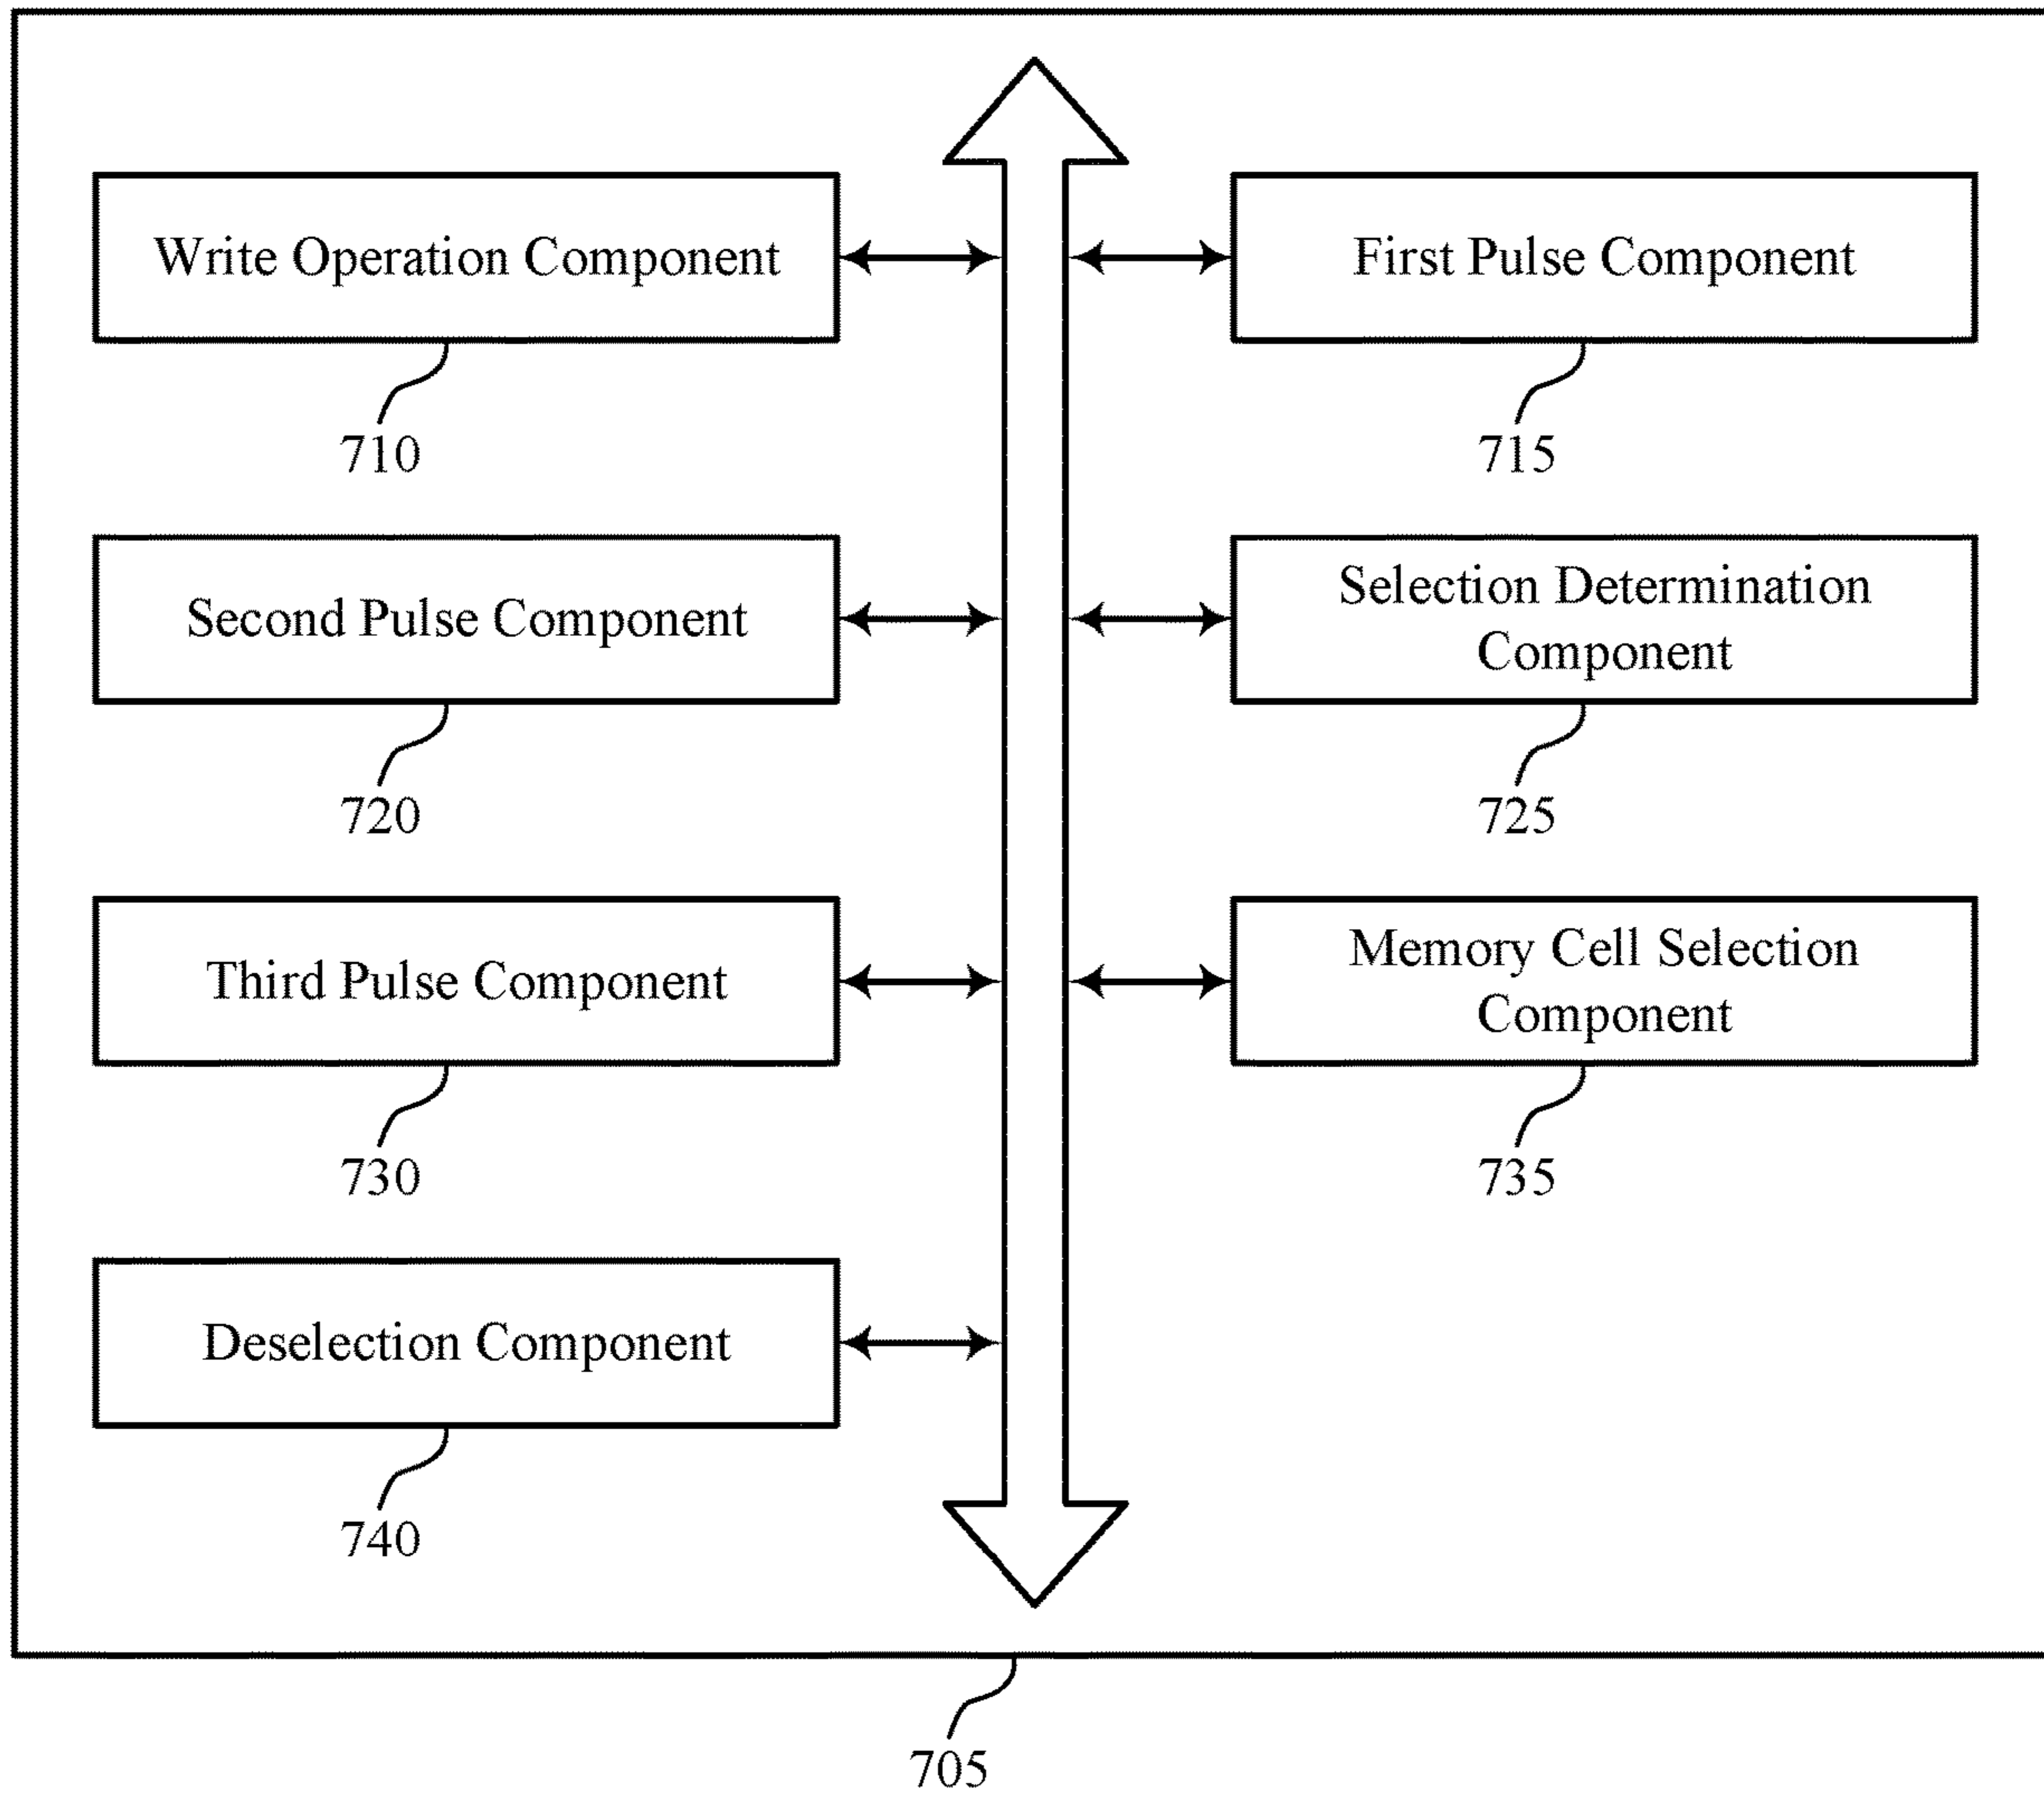 Write Operation Component
710
First Pulse Component
715
Second Pulse Component
720
Selection Determination
Component
725
Third Pulse Component
730
Memory Cell Selection
Component
735
Deselection Component
740
705